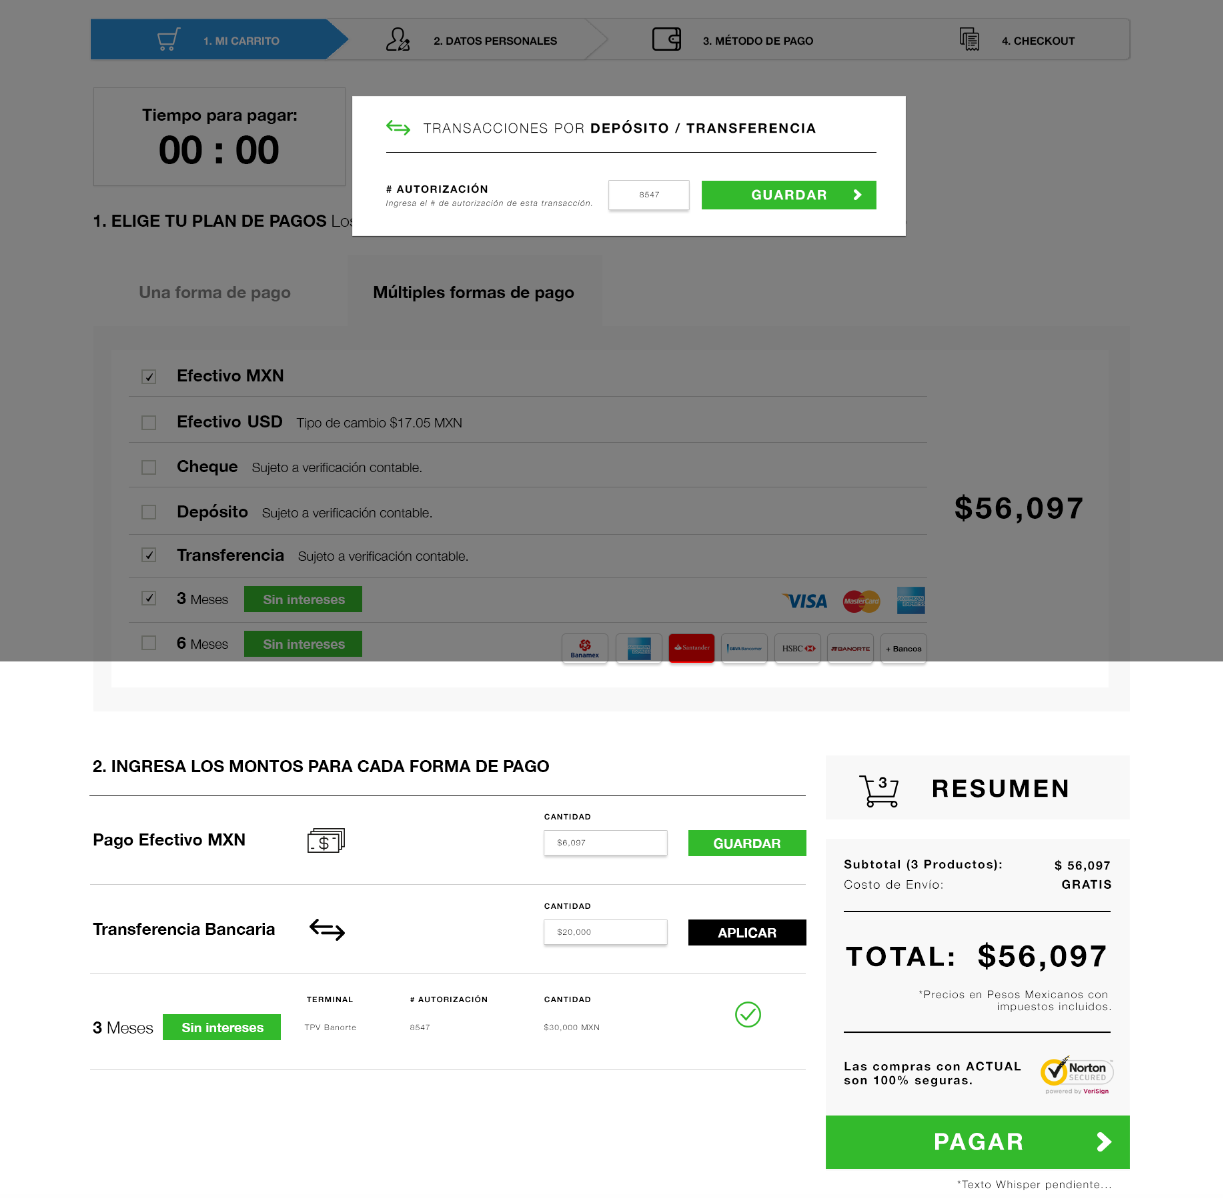 1. MI CARRITO
2. DATOS PERSONALES
3. MÉTODO DE PAGO
4. CHECKOUT
Tiempo para pagar:
00 : 00
TRANSACCIONES POR DEPÓSITO / TRANSFERENCIA
# AUTORIZACIÓN
Ingresa el # de autorización de esta transacción.
8547
GUARDAR
1. ELIGE TU PLAN DE PAGOS Los
Una forma de pago
Múltiples formas de pago
Efectivo MXN
Efectivo USD Tipo de cambio $17.05 MXN
Cheque Sujeto a verificación contable.
Depósito Sujeto a verificación contable.
$56,097
Transferencia Sujeto a verificación contable.
3 Meses Sin intereses
VISA MasterCard
6 Meses Sin intereses
Banamex Santander BBVA Bancomer HSBC BANORTE + Bancos
2. INGRESA LOS MONTOS PARA CADA FORMA DE PAGO
Pago Efectivo MXN
CANTIDAD
$6,097
GUARDAR
Transferencia Bancaria
CANTIDAD
$20,000
APLICAR
3 Meses Sin intereses
TERMINAL
TPV Banorte
# AUTORIZACIÓN
8547
CANTIDAD
$30,000 MXN
3
RESUMEN
Subtotal (3 Productos): $ 56,097
Costo de Envío: GRATIS
TOTAL: $56,097
*Precios en Pesos Mexicanos con
impuestos incluidos.
Las compras con ACTUAL
son 100% seguras.
Norton
SECURED
powered by VeriSign
PAGAR
*Texto Whisper pendiente...